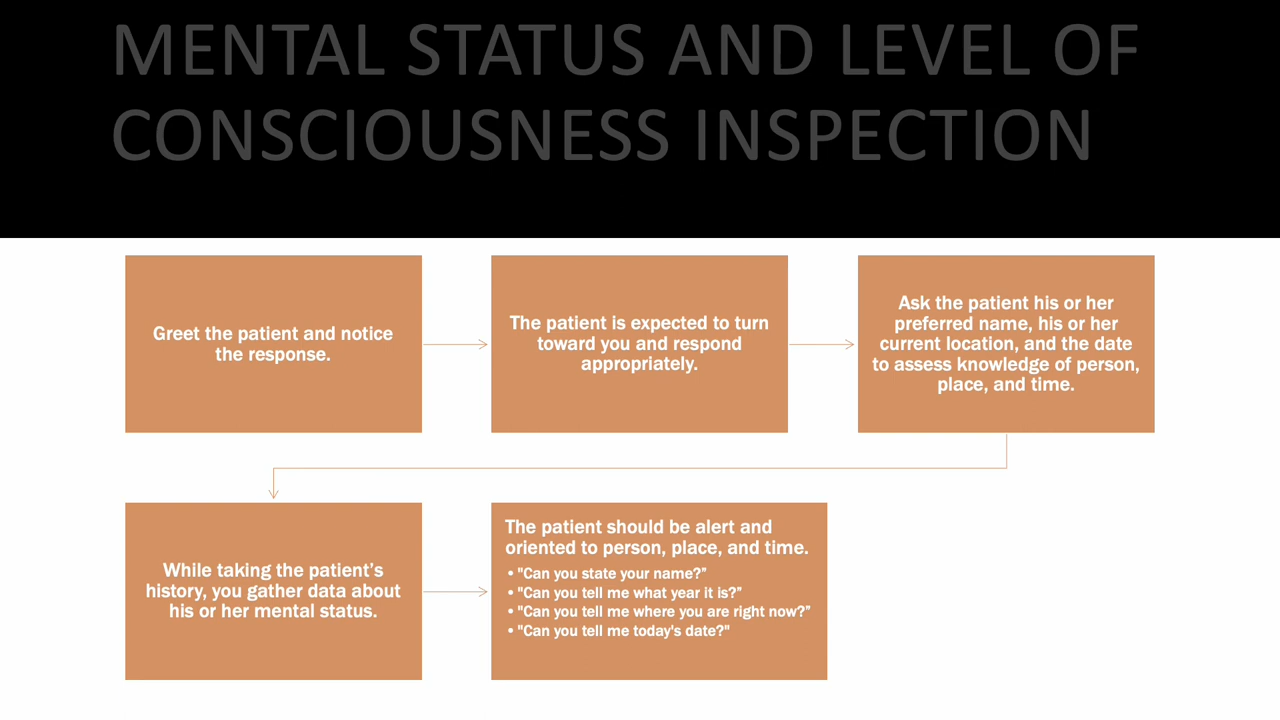 MENTAL STATUS AND LEVEL OF
CONSCIOUSNESS INSPECTION
Greet the patient and notice
the response.
The patient is expected to turn
toward you and respond
appropriately.
Ask the patient his or her
preferred name, his or her
current location, and the date
to assess knowledge of person,
place, and time.
While taking the patient’s
history, you gather data about
his or her mental status.
The patient should be alert and
oriented to person, place, and time.
• "Can you state your name?”
• "Can you tell me what year it is?”
• "Can you tell me where you are right now?”
• "Can you tell me today's date?"